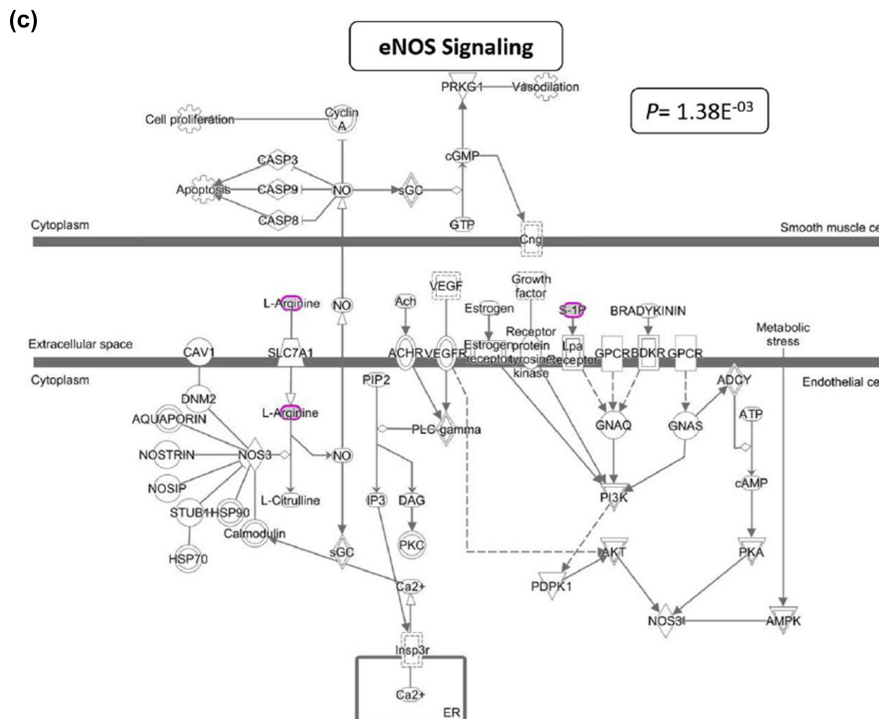 (c)
eNOS Signaling
P= 1.38E-03
PRKG1
Vasodilation
Cell proliferation
Cyclin
A
CASP3
cGMP
Apoptosis
CASP9
NO
sGC
CASP8
GTP
Cytoplasm
Smooth muscle ce
Cng
L-Arginine
NO
Ach
VEGF
Estrogen
Growth
factor
S-1P
BRADYKININ
Metabolic
stress
Extracellular space
CAV1
SLC7A1
ACHR
VEGFR
Estrogen
receptor
Receptor
protein
tyrosine
kinase
Lpa
Receptor
GPCR
BDKR
GPCR
Cytoplasm
Endothelial ce
PIP2
ADCY
DNM2
AQUAPORIN
L-Arginine
PLC gamma
GNAQ
GNAS
ATP
NOSTRIN
NOS3
NO
NOSIP
L-Citrulline
IP3
DAG
PI3K
cAMP
STUB1
HSP90
Calmodulin
HSP70
sGC
PKC
AKT
PKA
Ca2+
PDPK1
NOS3
AMPK
Insp3r
Ca2+
ER